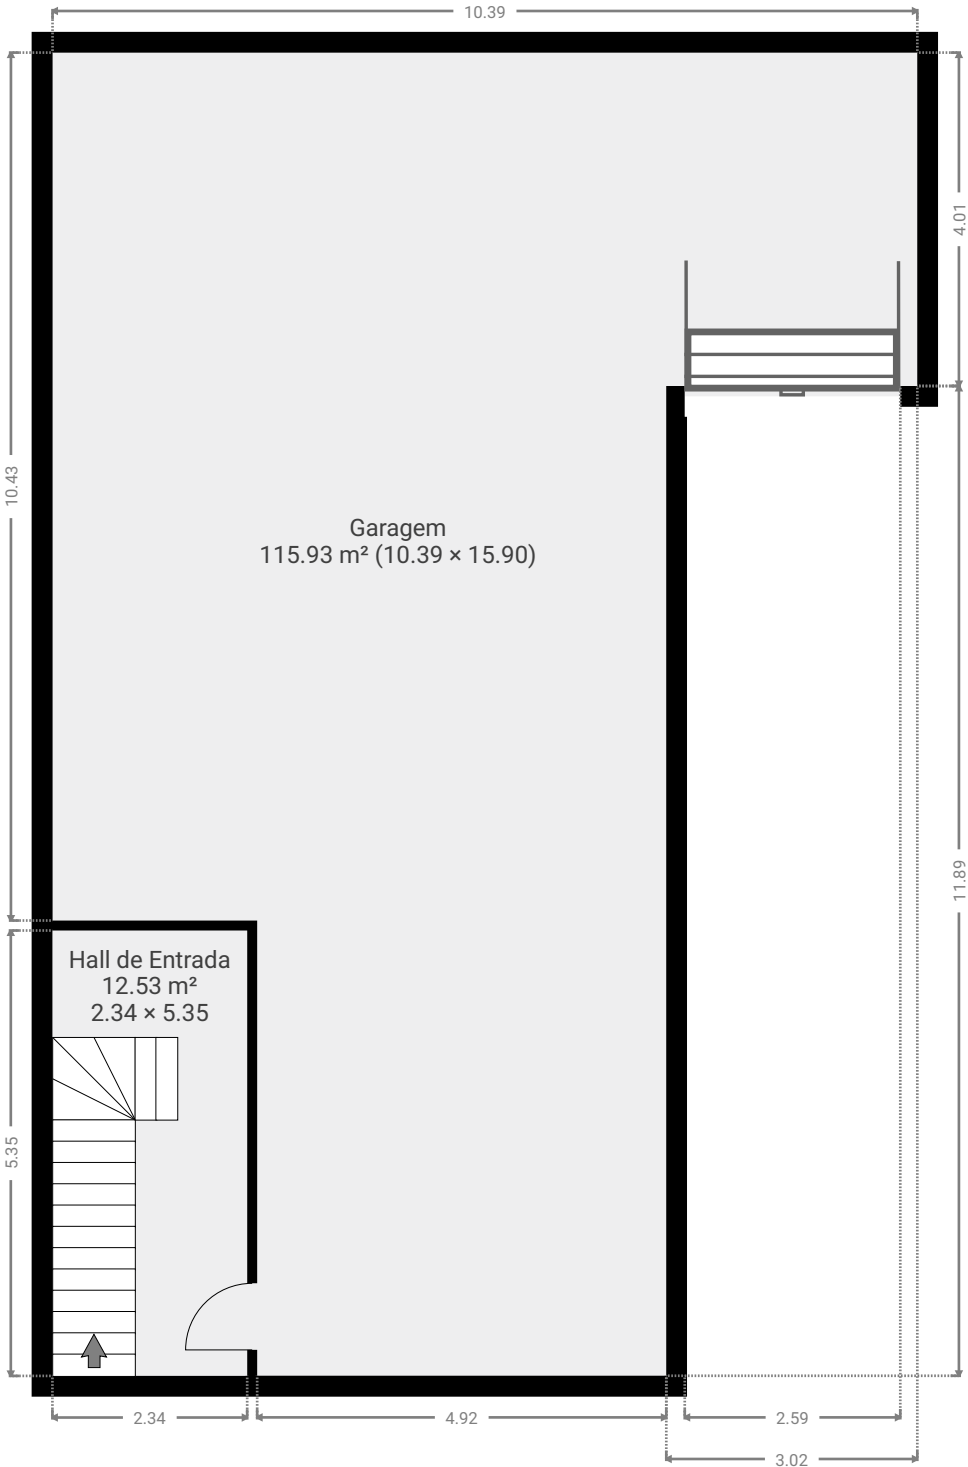 10.39
4.01
10.43
Garagem
115.93 m² (10.39 × 15.90)
11.89
Hall de Entrada
12.53 m²
2.34 × 5.35
5.35
2.34
4.92
2.59
3.02